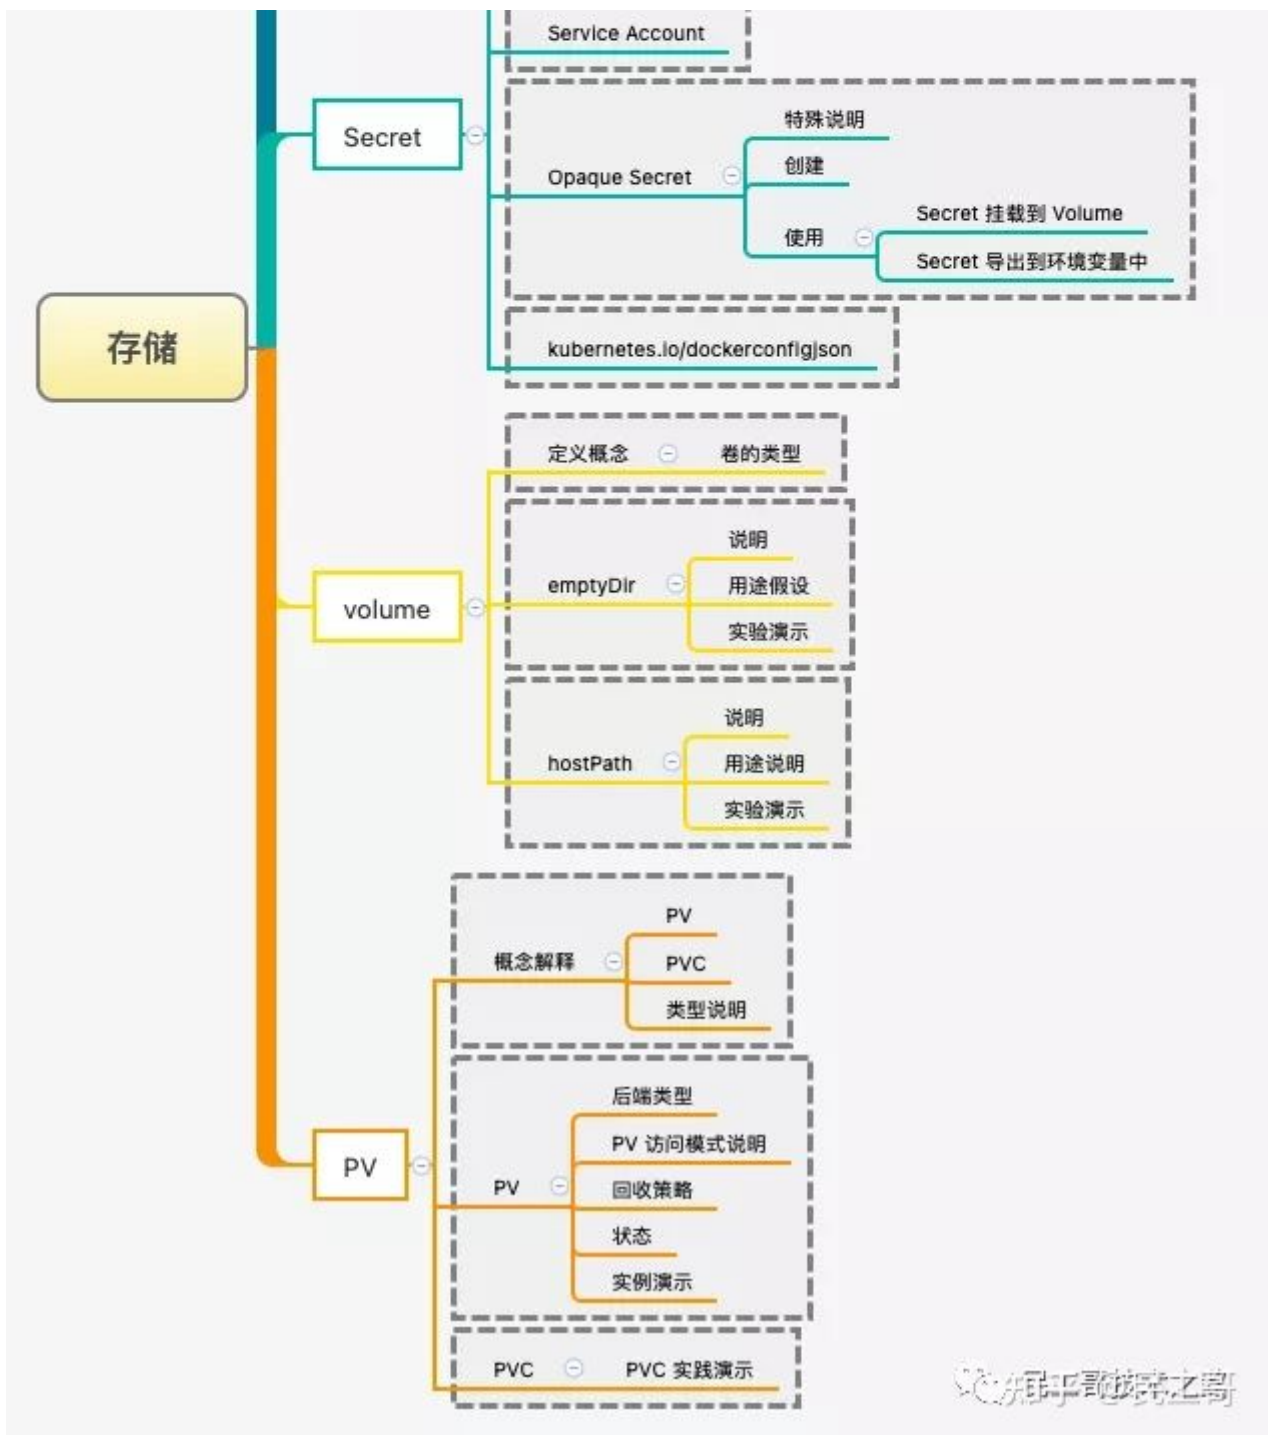 Service Account
Secret
特殊说明
Opaque Secret
创建
使用
Secret 挂载到 Volume
Secret 导出到环境变量中
存储
kubernetes.io/dockerconfigjson
定义概念
卷的类型
volume
emptyDir
说明
用途假设
实验演示
hostPath
说明
用途说明
实验演示
概念解释
PV
PVC
类型说明
PV
PV
后端类型
PV 访问模式说明
回收策略
状态
实例演示
PVC
PVC 实践演示